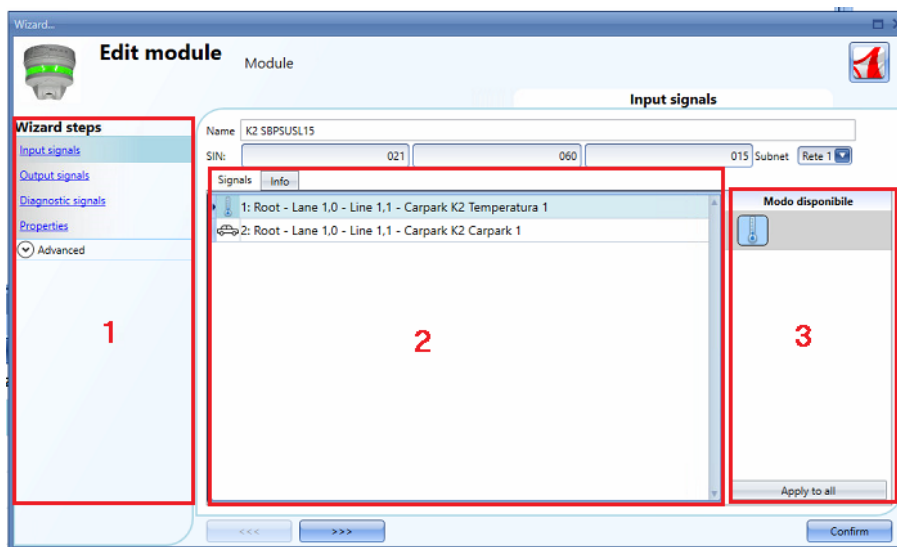 Wizard...
Edit module
Module
Input signals
Wizard steps
Input signals
Output signals
Diagnostic signals
Properties
Advanced
1
Name K2 SBPSUSL15
SIN: 021 060 015 Subnet Rete 1
Signals Info
1: Root - Lane 1,0 - Line 1,1 - Carpark K2 Temperatura 1
2: Root - Lane 1,0 - Line 1,1 - Carpark K2 Carpark 1
2
Modo disponibile
3
Apply to all
<<< >>> Confirm